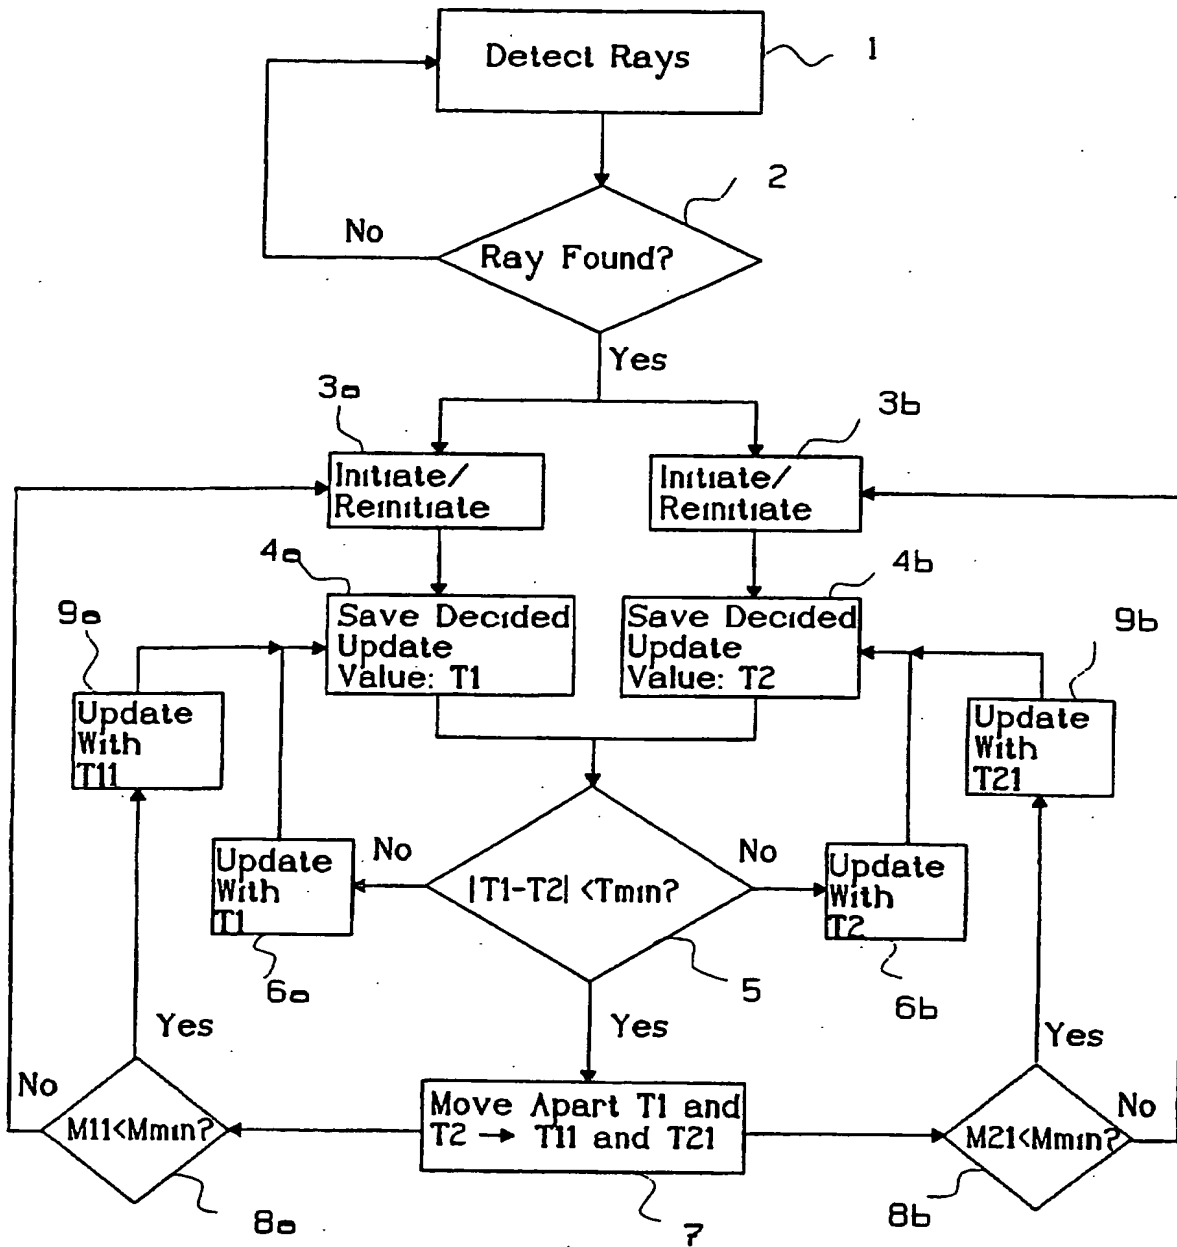 Detect Rays
1
2
No
Ray Found?
Yes
3a
3b
Initiate/
Reinitiate
Initiate/
Reinitiate
4a
4b
Save Decided
Update
Value: T1
Save Decided
Update
Value: T2
9a
9b
Update
With
T11
Update
With
T21
Update
With
T1
No
|T1-T2| <Tmin?
No
Update
With
T2
6a
5
6b
Yes
Yes
Yes
No
M11<Mmin?
Move Apart T1 and
T2 → T11 and T21
M21<Mmin?
No
8a
7
8b